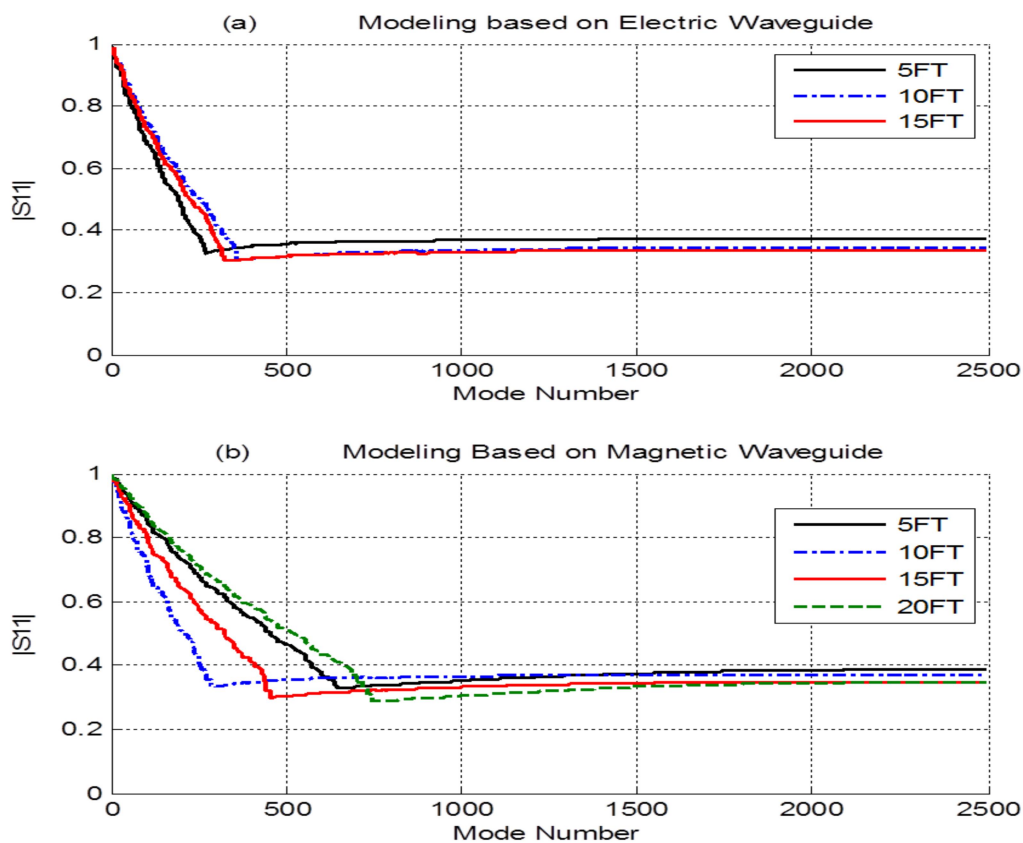 (a) Modeling based on Electric Waveguide
1
0.8
0.6
0.4
0.2
0
|S11|
5FT
10FT
15FT
0 500 1000 1500 2000 2500
Mode Number
(b) Modeling Based on Magnetic Waveguide
1
0.8
0.6
0.4
0.2
0
|S11|
5FT
10FT
15FT
20FT
0 500 1000 1500 2000 2500
Mode Number